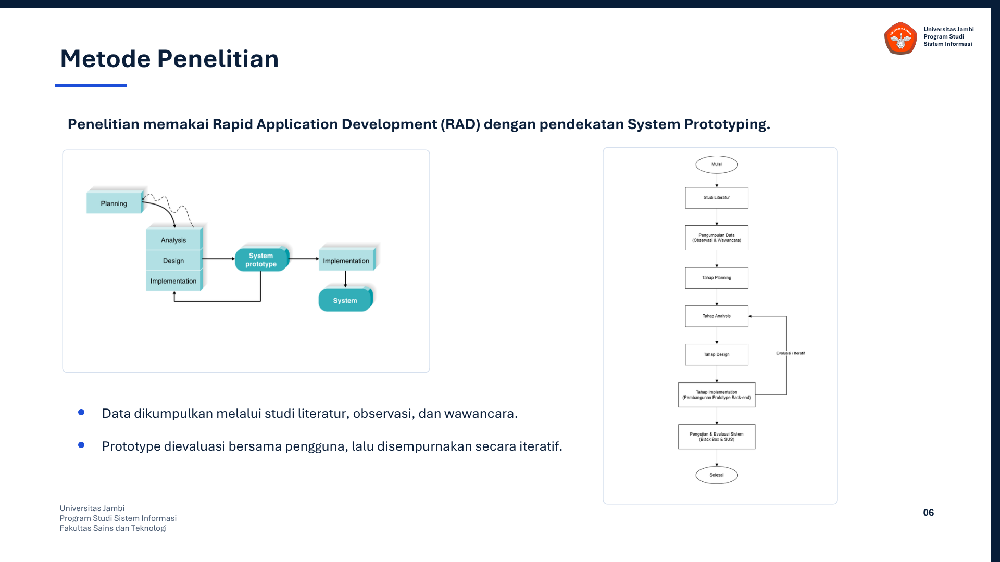 Universitas Jambi
Program Studi
Sistem Informasi
Metode Penelitian
Penelitian memakai Rapid Application Development (RAD) dengan pendekatan System Prototyping.
Planning
Analysis
Design
Implementation
System
prototype
Implementation
System
Mulai
Studi Literatur
Pengumpulan Data
(Observasi & Wawancara)
Tahap Planning
Tahap Analysis
Tahap Design
Evaluasi / Iteratif
Tahap Implementation
(Pembangunan Prototype Back-end)
Pengujian & Evaluasi Sistem
(Black Box & SUS)
Selesai
Data dikumpulkan melalui studi literatur, observasi, dan wawancara.
Prototype dievaluasi bersama pengguna, lalu disempurnakan secara iteratif.
Universitas Jambi
Program Studi Sistem Informasi
Fakultas Sains dan Teknologi
06